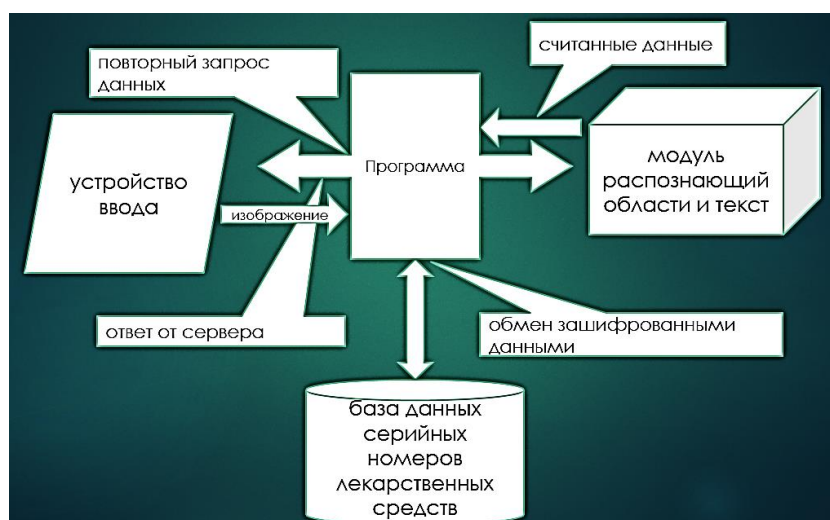 считанные данные
повторный запрос
данных
Программа
модуль
распознающий
области и текст
устройство
ввода
изображение
ответ от сервера
обмен зашифрованными
данными
база данных
серийных
номеров
лекарственных
средств